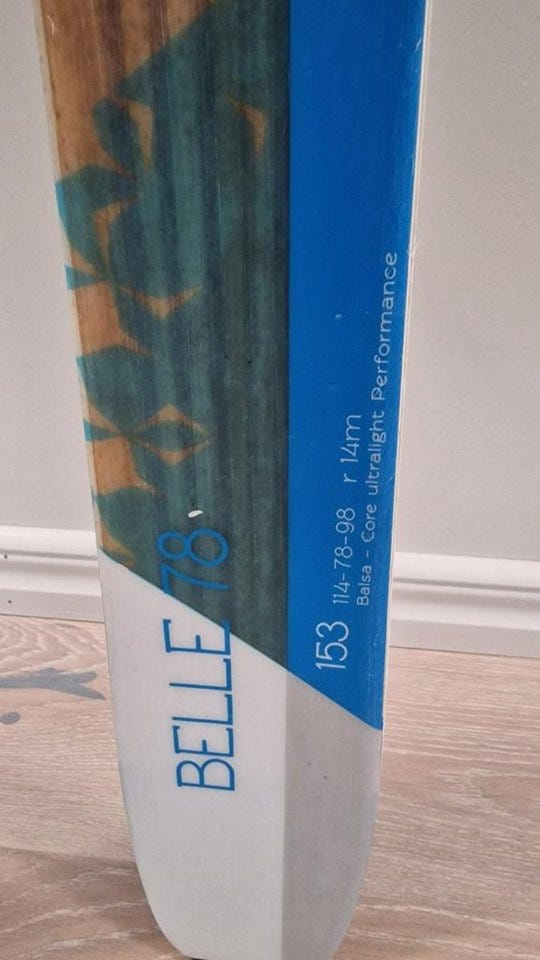 BELLE 78
153 114-78-98 r 14m
Balsa - Core ultralight Performance